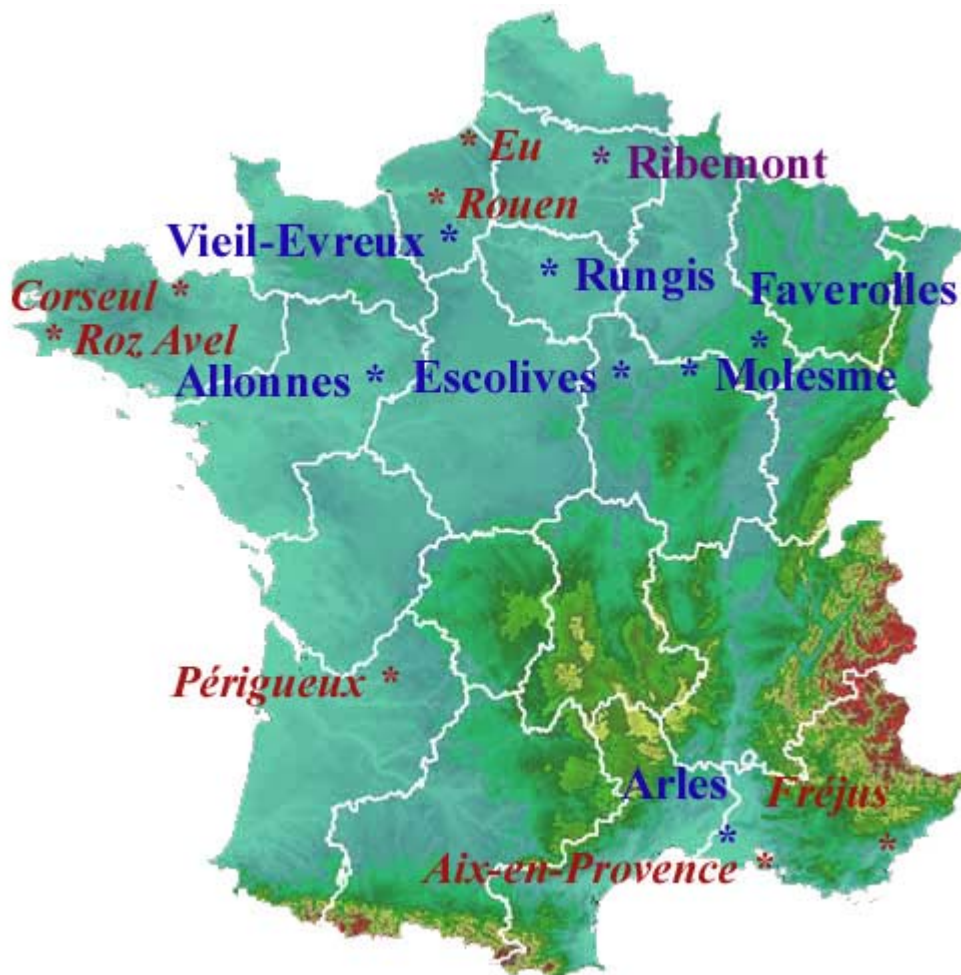 * Eu
* Ribemont
* Rouen
Vieil-Evreux *
* Rungis
Corseul *
Faverolles
*
* Roz Avel
Allonnes *
Escolives *
* Molesme
Périgueux *
Arles
*
Fréjus
*
Aix-en-Provence *